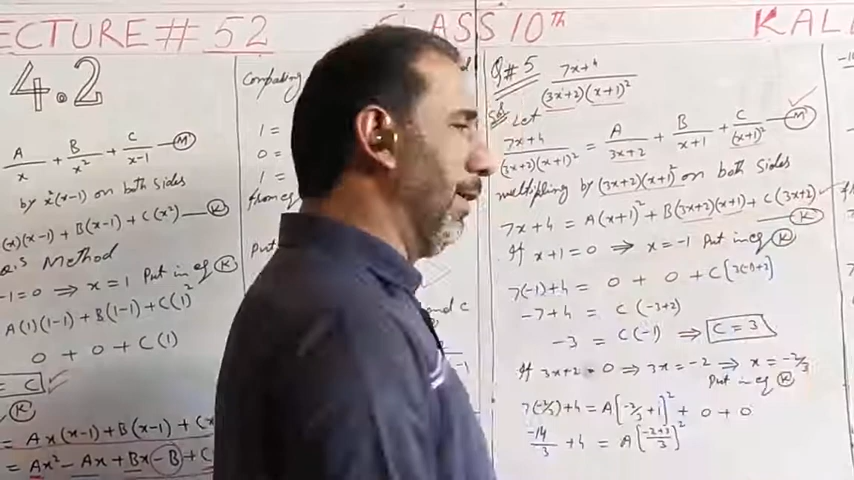 LECTURE # 52
CLASS 10th
4.2
A/x + B/x² + C/x-1 —(M)
by x²(x-1) on both sides
(x)(x-1) + B(x-1) + C(x²) —(K)
Method
-1=0 ⇒ x = 1 Put in eq (K)
A(1)(1-1) + B(1-1) + C(1)²
0 + 0 + C(1)
= C
(K)
= Ax(x-1) + B(x-1) + Cx
= Ax² - Ax + Bx - B + C
Comparing
1 =
0 =
1 =
from
Put
and C
Q#5 7x+4/(3x+2)(x+1)²
Sol Let
7x+4/(3x+2)(x+1)² = A/3x+2 + B/x+1 + C/(x+1)² —(M)
multiplying by (3x+2)(x+1)² on both sides
7x+4 = A(x+1)² + B(3x+2)(x+1) + C(3x+2) —(K)
If x+1=0 ⇒ x=-1 Put in eq (K)
7(-1)+4 = 0 + 0 + C[3(-1)+2]
-7+4 = C(-3+2)
-3 = C(-1) ⇒ C = 3
If 3x+2=0 ⇒ 3x=-2 ⇒ x=-2/3
Put in eq (K)
7(-2/3)+4 = A[-2/3+1]² + 0 + 0
-14/3 + 4 = A[-2+3/3]²